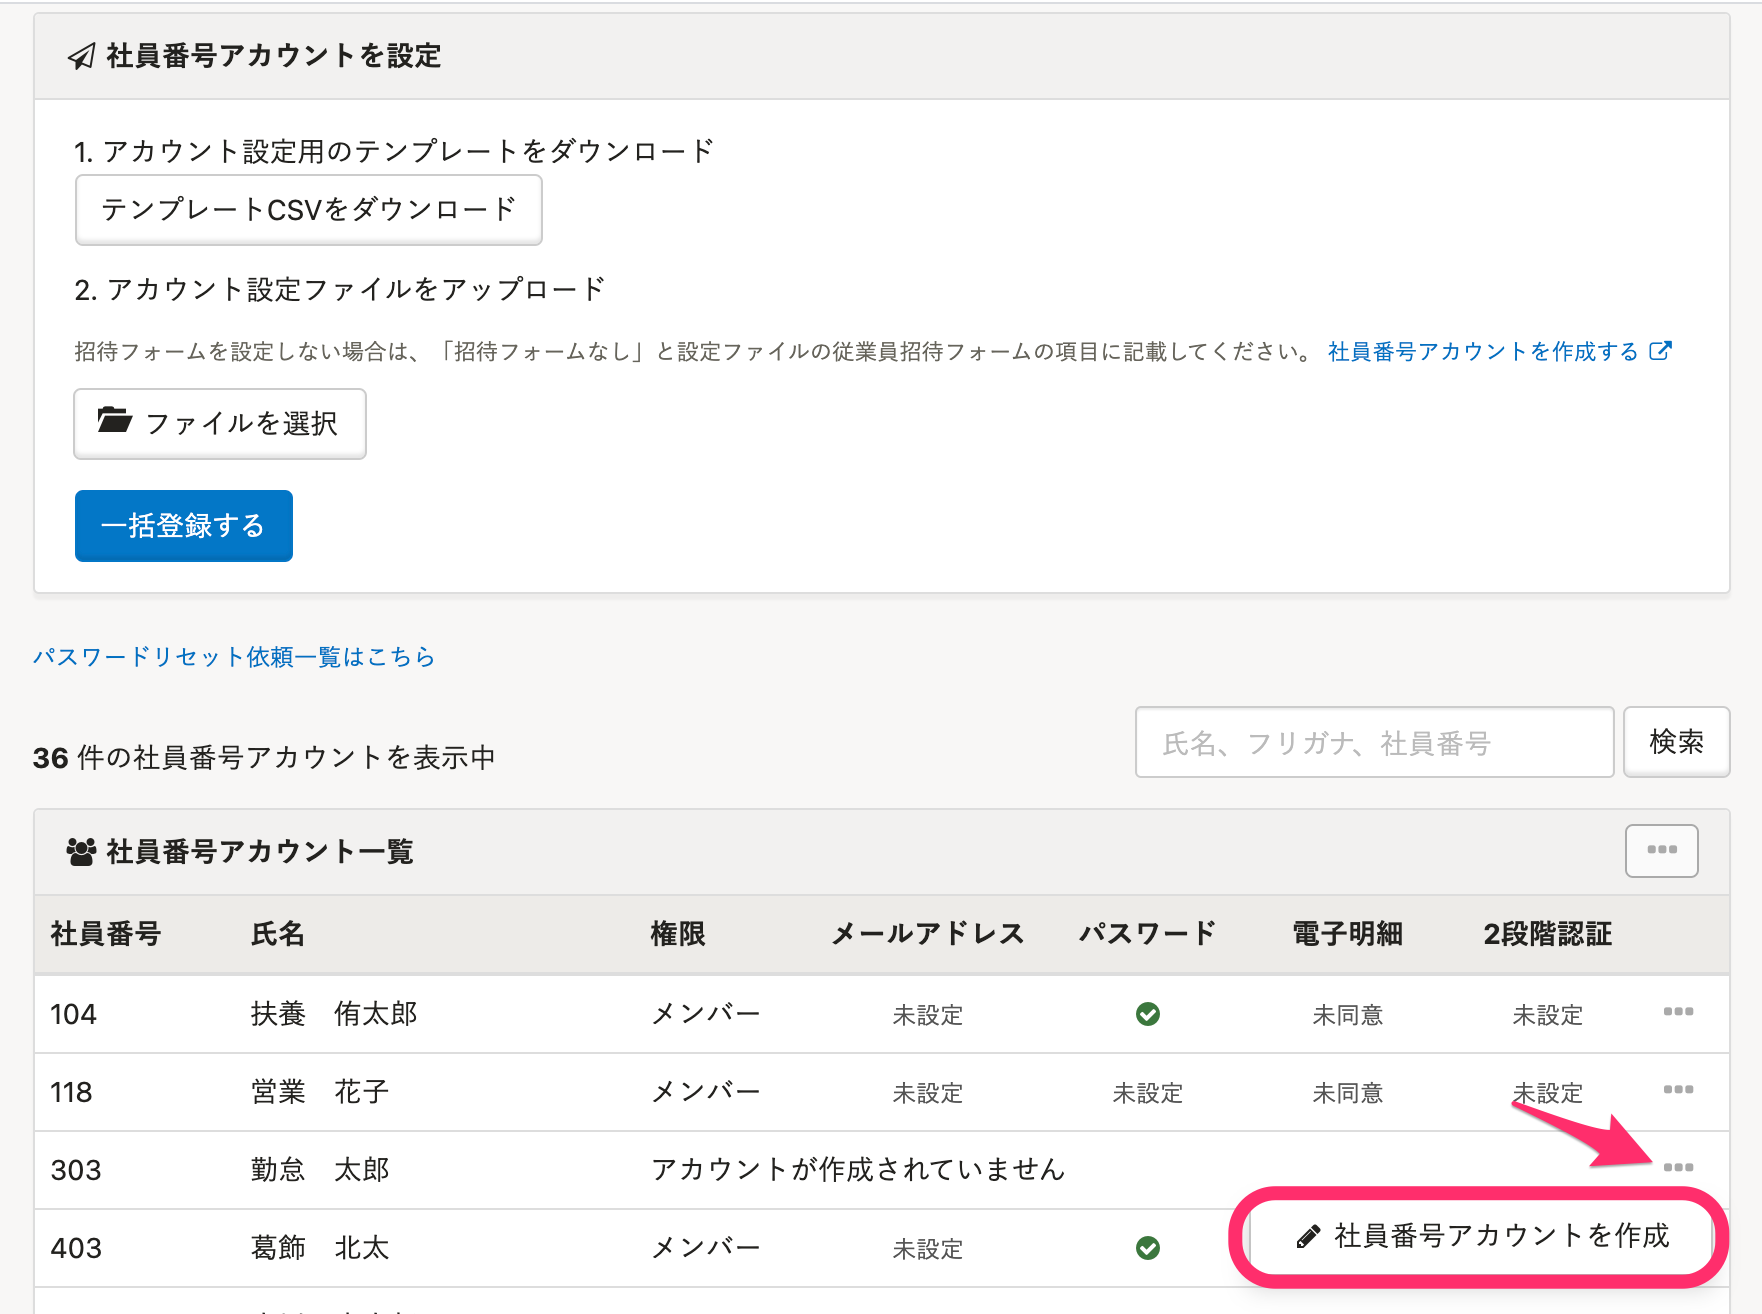 社員番号アカウントを設定
1. アカウント設定用のテンプレートをダウンロード
テンプレートCSVをダウンロード
2. アカウント設定ファイルをアップロード
招待フォームを設定しない場合は、「招待フォームなし」と設定ファイルの従業員招待フォームの項目に記載してください。 社員番号アカウントを作成する
ファイルを選択
一括登録する
パスワードリセット依頼一覧はこちら
36 件の社員番号アカウントを表示中
氏名、フリガナ、社員番号 検索
社員番号アカウント一覧
社員番号 氏名 権限 メールアドレス パスワード 電子明細 2段階認証
104 扶養　侑太郎 メンバー 未設定 未同意 未設定
118 営業　花子 メンバー 未設定 未設定 未同意 未設定
303 勤怠　太郎 アカウントが作成されていません
403 葛飾　北太 メンバー 未設定
社員番号アカウントを作成